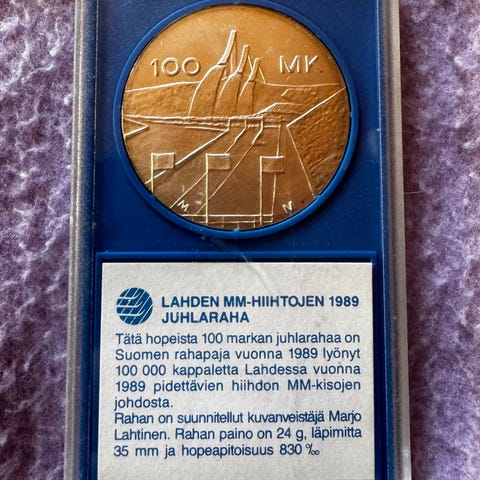 100 MK
M
LAHDEN MM-HIIHTOJEN 1989
JUHLARAHA
Tätä hopeista 100 markan juhlarahaa on
Suomen rahapaja vuonna 1989 lyönyt
100 000 kappaletta Lahdessa vuonna
1989 pidettävien hiihdon MM-kisojen
johdosta.
Rahan on suunnitellut kuvanveistäjä Marjo
Lahtinen. Rahan paino on 24 g, läpimitta
35 mm ja hopeapitoisuus 830 ‰